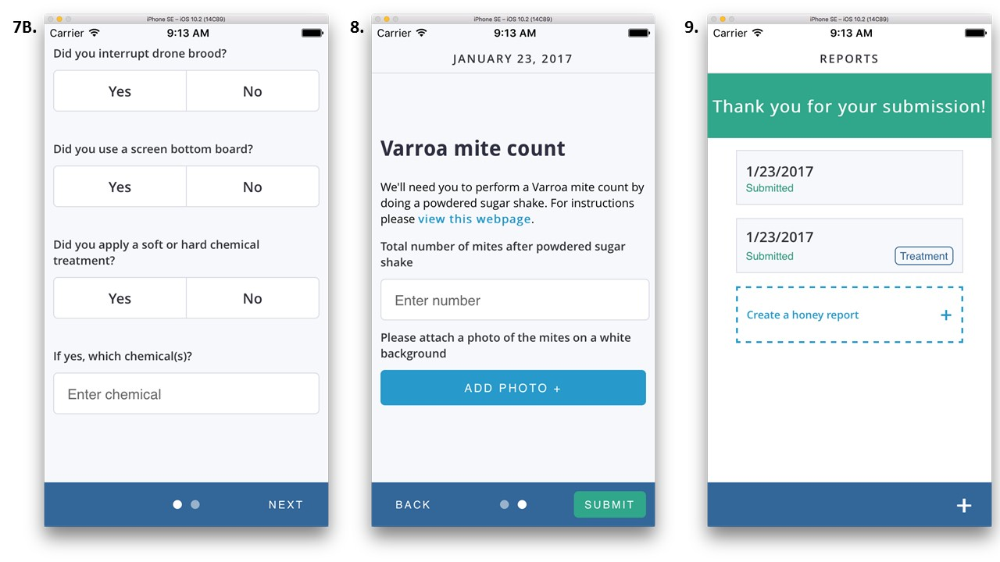 7B.
iPhone SE – iOS 10.2 (14C89)
Carrier
9:13 AM
Did you interrupt drone brood?
Yes
No
Did you use a screen bottom board?
Yes
No
Did you apply a soft or hard chemical
treatment?
Yes
No
If yes, which chemical(s)?
Enter chemical
NEXT
8.
iPhone SE – iOS 10.2 (14C89)
Carrier
9:13 AM
JANUARY 23, 2017
Varroa mite count
We'll need you to perform a Varroa mite count by
doing a powdered sugar shake. For instructions
please view this webpage.
Total number of mites after powdered sugar
shake
Enter number
Please attach a photo of the mites on a white
background
ADD PHOTO +
BACK
SUBMIT
9.
iPhone SE – iOS 10.2 (14C89)
Carrier
9:13 AM
REPORTS
Thank you for your submission!
1/23/2017
Submitted
1/23/2017
Submitted
Treatment
Create a honey report
+
+